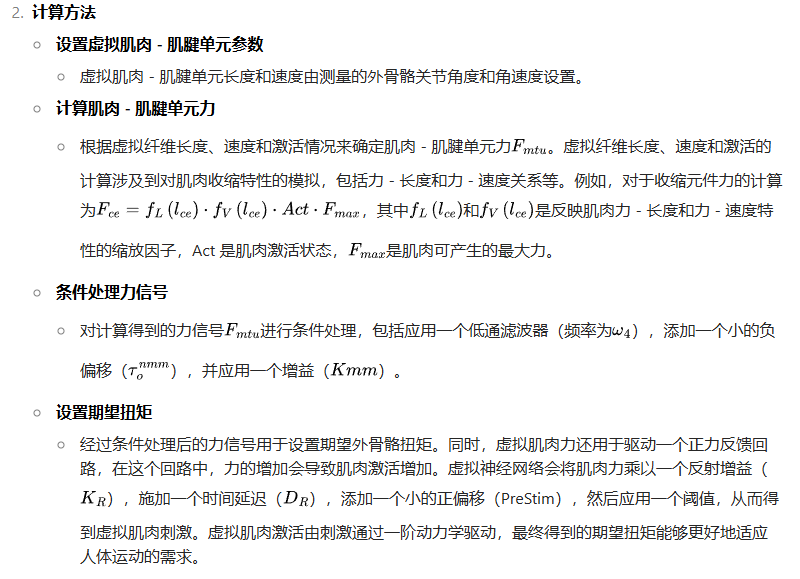 2. 计算方法
设置虚拟肌肉 - 肌腱单元参数
虚拟肌肉 - 肌腱单元长度和速度由测量的外骨骼关节角度和角速度设置。
计算肌肉 - 肌腱单元力
根据虚拟纤维长度、速度和激活情况来确定肌肉 - 肌腱单元力F_{mtu}。虚拟纤维长度、速度和激活的
计算涉及到对肌肉收缩特性的模拟，包括力 - 长度和力 - 速度关系等。例如，对于收缩元件力的计算
为F_{ce} = f_L (l_{ce}) · f_V (l_{ce}) · Act · F_{max}，其中f_L (l_{ce})和f_V (l_{ce})是反映肌肉力 - 长度和力 - 速度特
性的缩放因子，Act 是肌肉激活状态，F_{max}是肌肉可产生的最大力。
条件处理力信号
对计算得到的力信号F_{mtu}进行条件处理，包括应用一个低通滤波器（频率为ω_4），添加一个小的负
偏移（τ_o^{nmm}），并应用一个增益（Kmm）。
设置期望扭矩
经过条件处理后的力信号用于设置期望外骨骼扭矩。同时，虚拟肌肉力还用于驱动一个正力反馈回
路，在这个回路中，力的增加会导致肌肉激活增加。虚拟神经网络会将肌肉力乘以一个反射增益（
K_R），施加一个时间延迟（D_R），添加一个小的正偏移（PreStim），然后应用一个阈值，从而得
到虚拟肌肉刺激。虚拟肌肉激活由刺激通过一阶动力学驱动，最终得到的期望扭矩能够更好地适应
人体运动的需求。